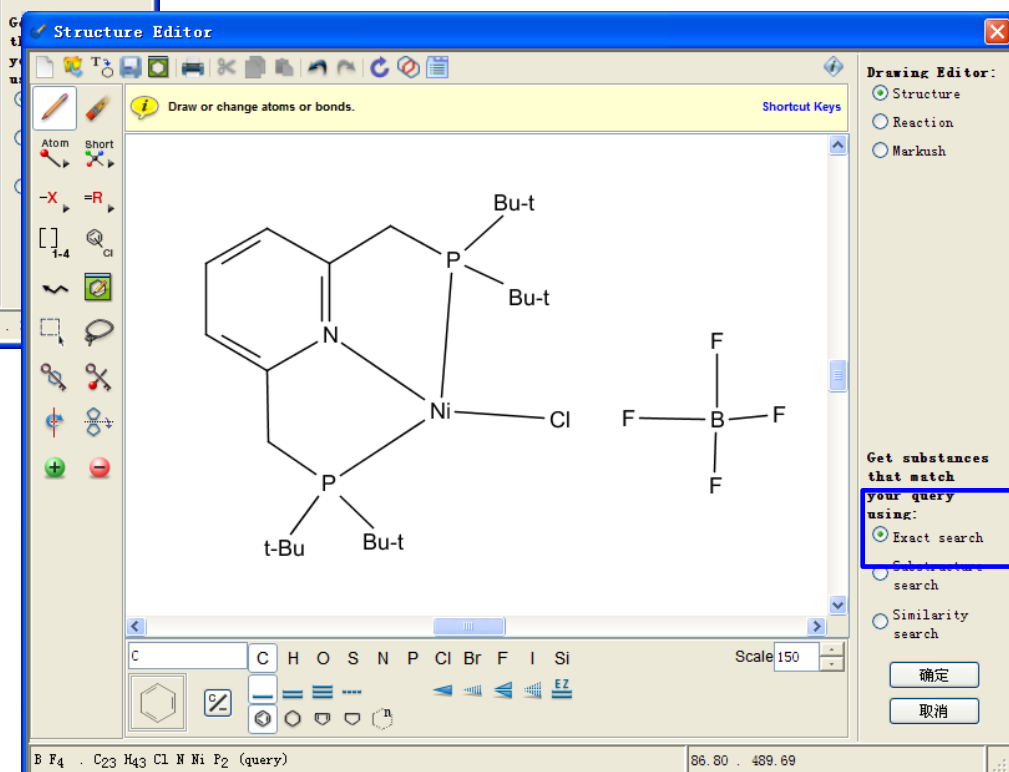 Structure Editor
Draw or change atoms or bonds.
Shortcut Keys
Atom
Short
-X
=R
[ ]
1-4
Cl
Bu-t
P
Bu-t
N
Ni
Cl
P
t-Bu
Bu-t
F
F
B
F
F
Drawing Editor:
Structure
Reaction
Markush
Get substances
that match
your query
using:
Exact search
Substructure
search
Similarity
search
确定
取消
C
C H O S N P Cl Br F I Si
Scale 150
EZ
n
B F4 . C23 H43 Cl N Ni P2 (query)
86.80 . 489.69